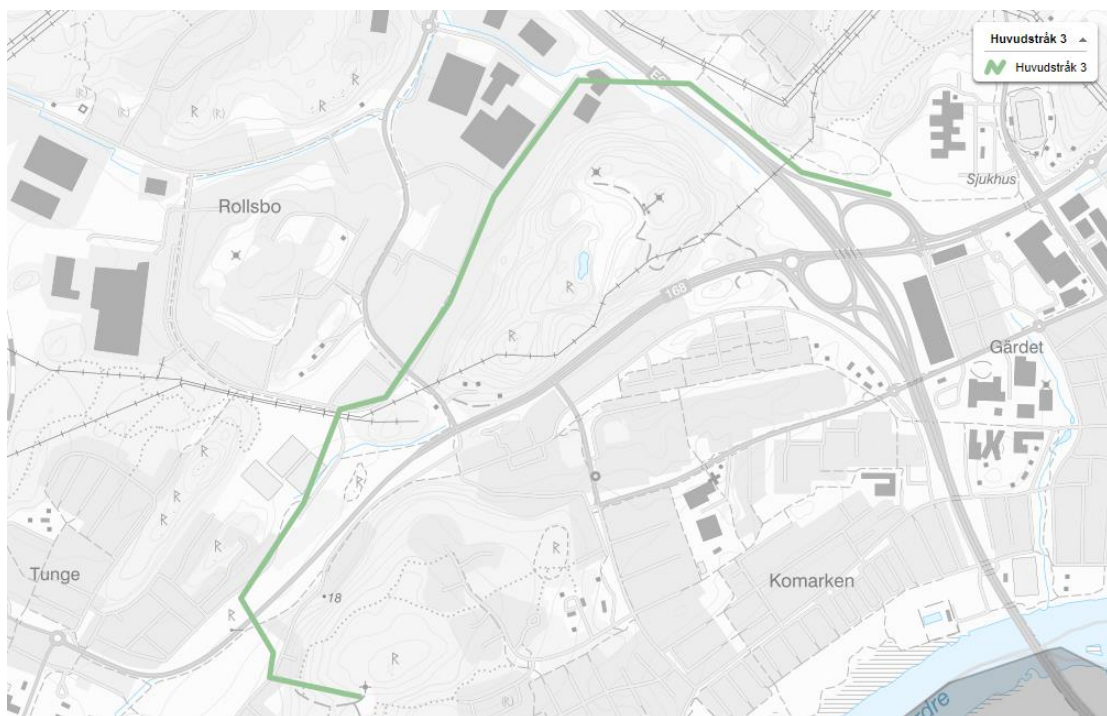 Huvudstråk 3
Huvudstråk 3
Sjukhus
Rollsbo
168
Gärdet
Tunge
18
Komarken
R
R
R
(R)
(R)
R
R
R
R
R
R
R
R
R
(R)